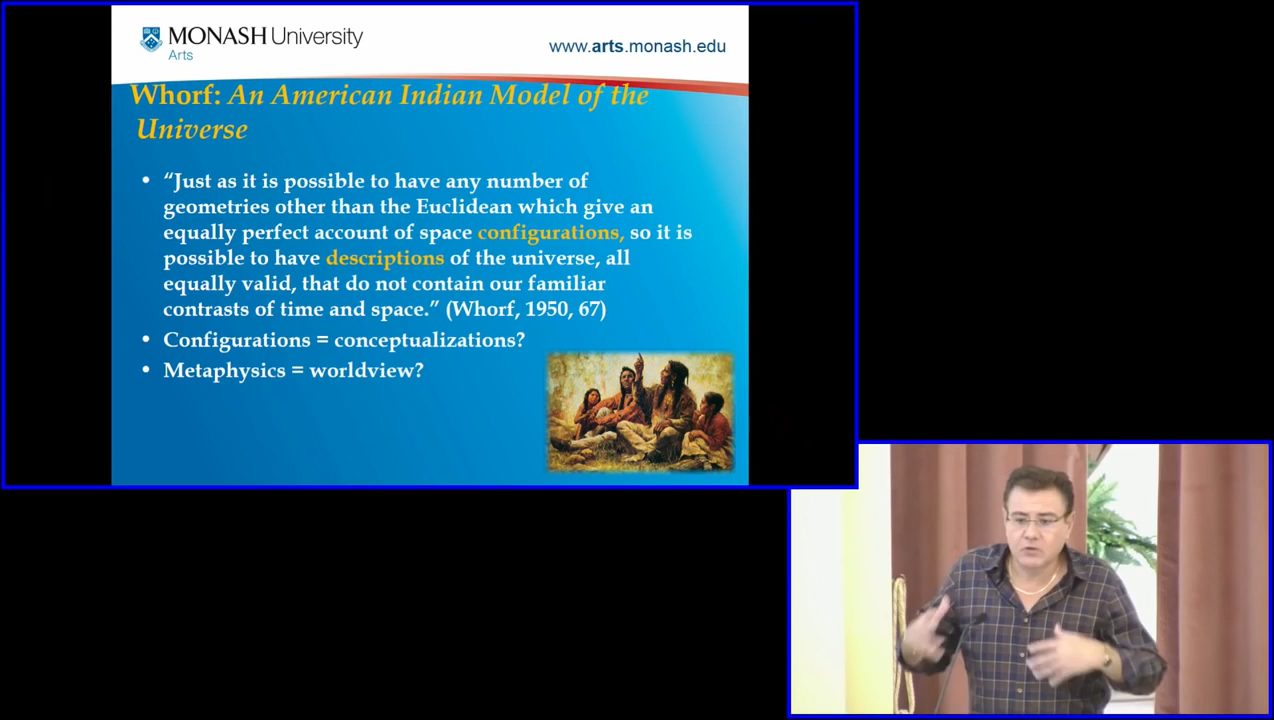 MONASH University
Arts
www.arts.monash.edu
Whorf: An American Indian Model of the
Universe
• “Just as it is possible to have any number of
geometries other than the Euclidean which give an
equally perfect account of space configurations, so it is
possible to have descriptions of the universe, all
equally valid, that do not contain our familiar
contrasts of time and space.” (Whorf, 1950, 67)
• Configurations = conceptualizations?
• Metaphysics = worldview?